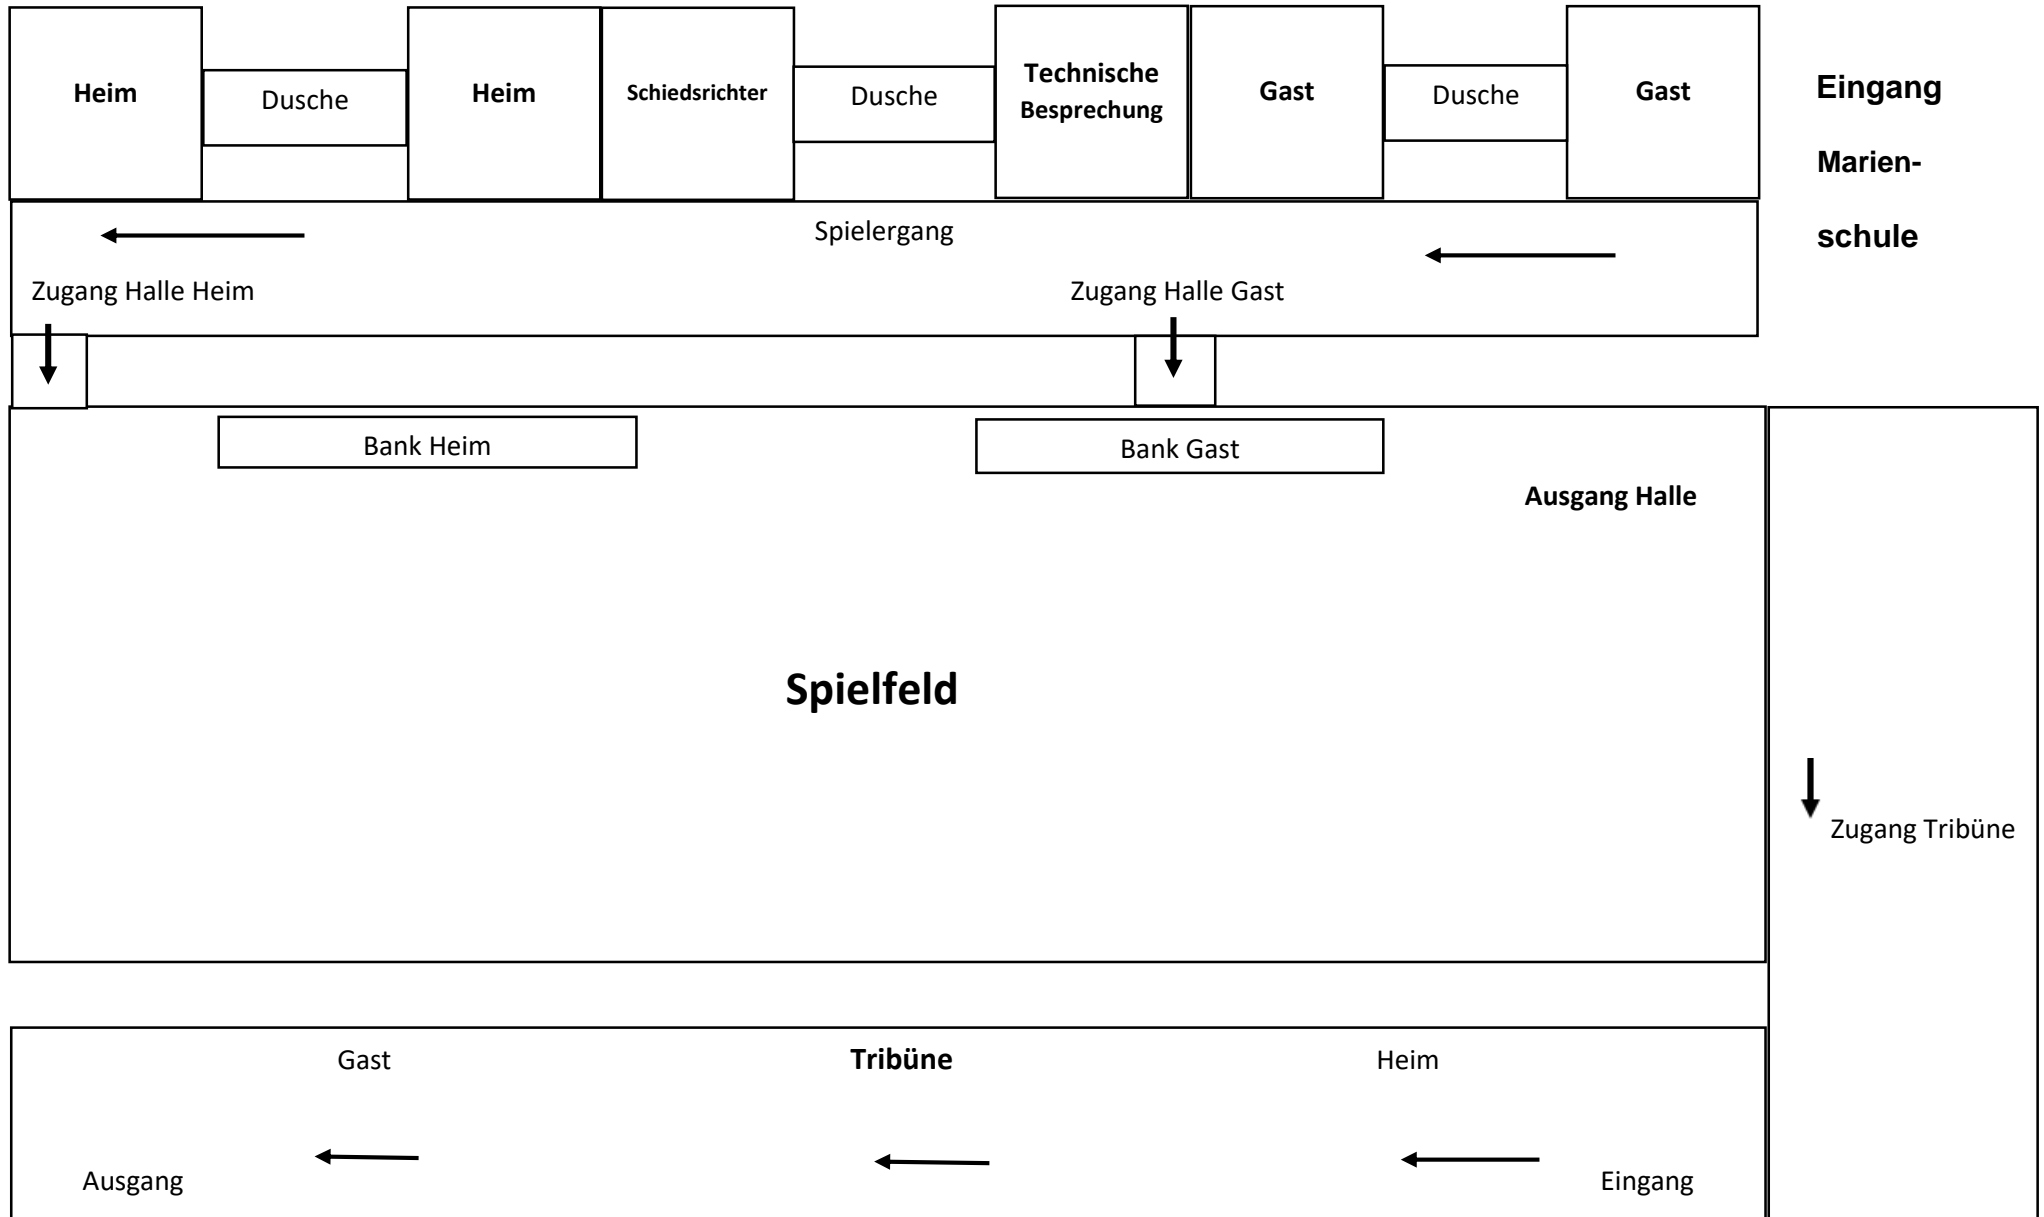 Heim
Dusche
Heim
Schiedsrichter
Dusche
Technische
Besprechung
Gast
Dusche
Gast
Eingang
Marien-
schule
Spielergang
Zugang Halle Heim
Zugang Halle Gast
Bank Heim
Bank Gast
Ausgang Halle
Spielfeld
Zugang Tribüne
Gast
Tribüne
Heim
Ausgang
Eingang